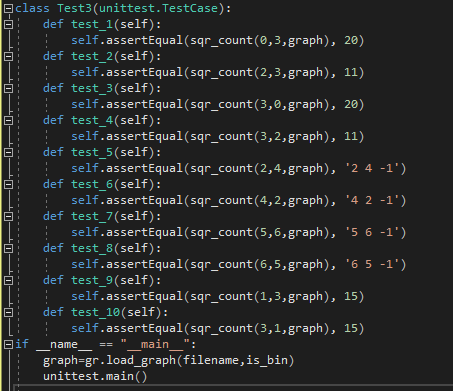 class Test3(unittest.TestCase):
    def test_1(self):
        self.assertEqual(sqr_count(0,3,graph), 20)
    def test_2(self):
        self.assertEqual(sqr_count(2,3,graph), 11)
    def test_3(self):
        self.assertEqual(sqr_count(3,0,graph), 20)
    def test_4(self):
        self.assertEqual(sqr_count(3,2,graph), 11)
    def test_5(self):
        self.assertEqual(sqr_count(2,4,graph), '2 4 -1')
    def test_6(self):
        self.assertEqual(sqr_count(4,2,graph), '4 2 -1')
    def test_7(self):
        self.assertEqual(sqr_count(5,6,graph), '5 6 -1')
    def test_8(self):
        self.assertEqual(sqr_count(6,5,graph), '6 5 -1')
    def test_9(self):
        self.assertEqual(sqr_count(1,3,graph), 15)
    def test_10(self):
        self.assertEqual(sqr_count(3,1,graph), 15)
if __name__ == "__main__":
    graph=gr.load_graph(filename,is_bin)
    unittest.main()